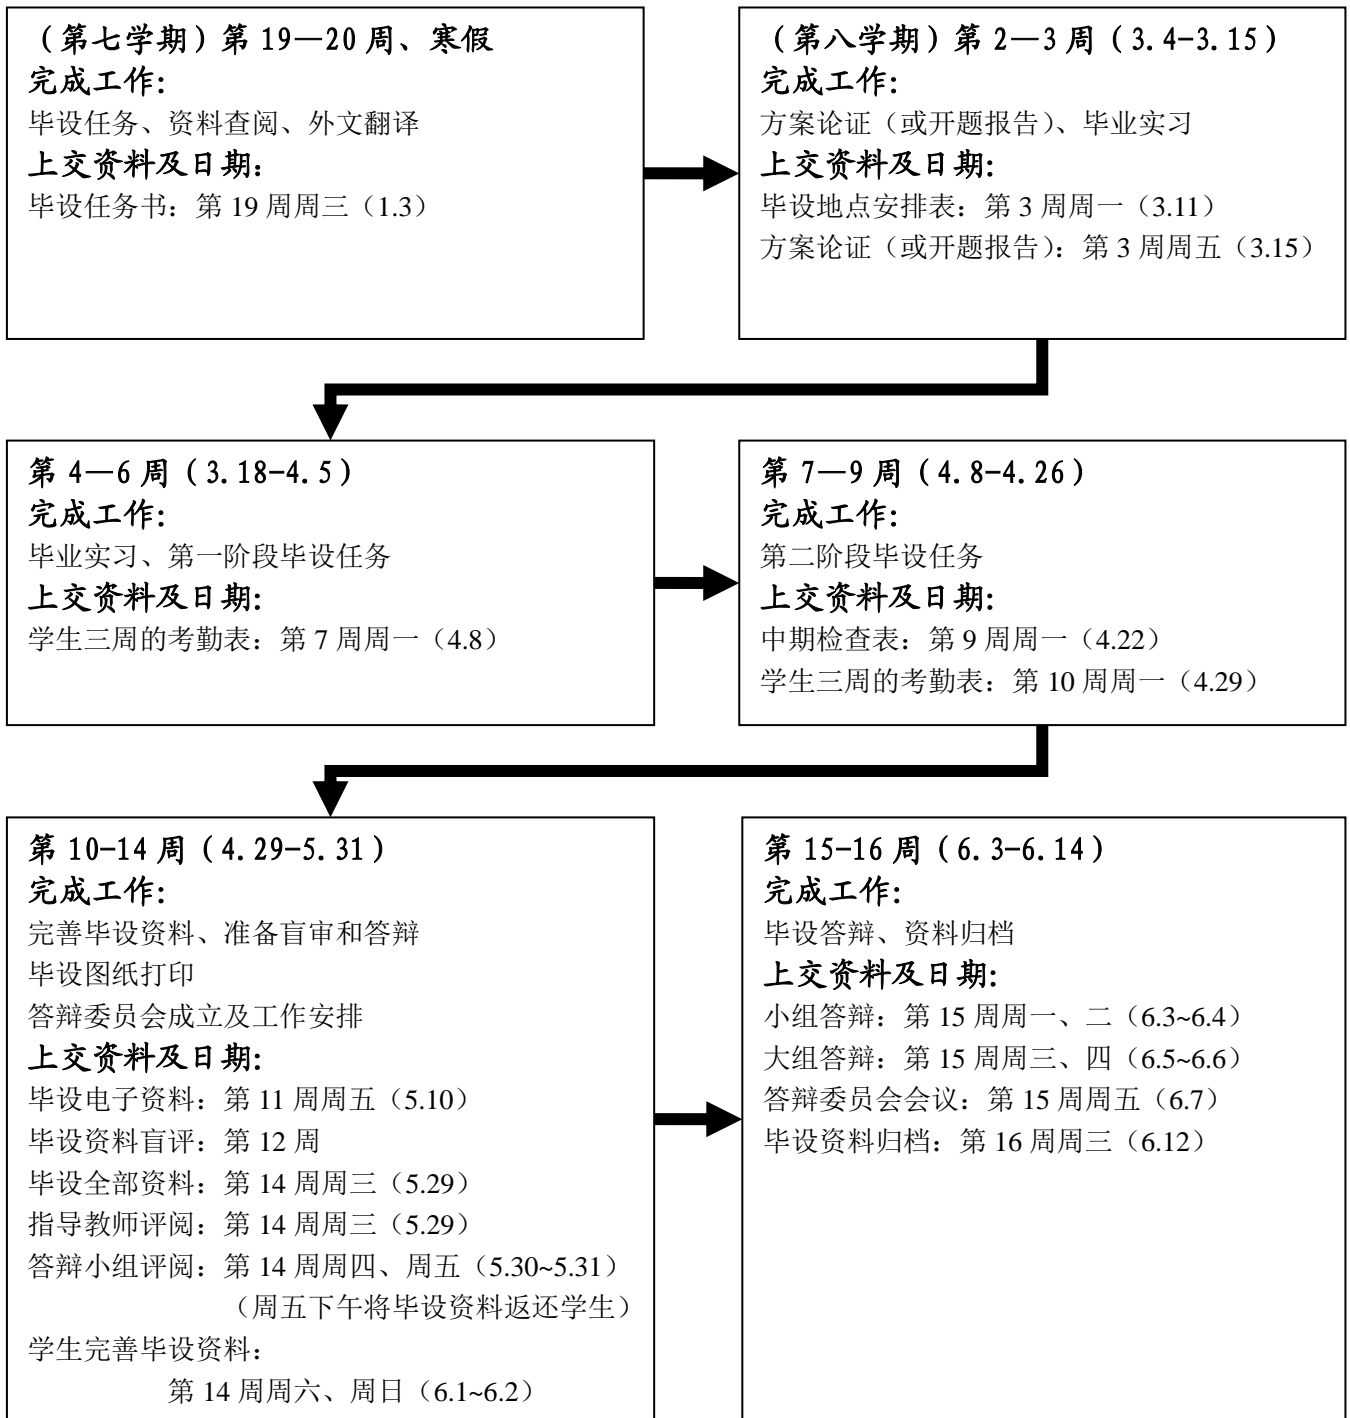 （第七学期）第 19—20 周、寒假
完成工作：
毕设任务、资料查阅、外文翻译
上交资料及日期：
毕设任务书：第 19 周周三（1.3）
（第八学期）第 2—3 周（3.4-3.15）
完成工作：
方案论证（或开题报告）、毕业实习
上交资料及日期：
毕设地点安排表：第 3 周周一（3.11）
方案论证（或开题报告）：第 3 周周五（3.15）
第 4—6 周（3.18-4.5）
完成工作：
毕业实习、第一阶段毕设任务
上交资料及日期：
学生三周的考勤表：第 7 周周一（4.8）
第 7—9 周（4.8-4.26）
完成工作：
第二阶段毕设任务
上交资料及日期：
中期检查表：第 9 周周一（4.22）
学生三周的考勤表：第 10 周周一（4.29）
第 10-14 周（4.29-5.31）
完成工作：
完善毕设资料、准备盲审和答辩
毕设图纸打印
答辩委员会成立及工作安排
上交资料及日期：
毕设电子资料：第 11 周周五（5.10）
毕设资料盲评：第 12 周
毕设全部资料：第 14 周周三（5.29）
指导教师评阅：第 14 周周三（5.29）
答辩小组评阅：第 14 周周四、周五（5.30~5.31）
（周五下午将毕设资料返还学生）
学生完善毕设资料：
第 14 周周六、周日（6.1~6.2）
第 15-16 周（6.3-6.14）
完成工作：
毕设答辩、资料归档
上交资料及日期：
小组答辩：第 15 周周一、二（6.3~6.4）
大组答辩：第 15 周周三、四（6.5~6.6）
答辩委员会会议：第 15 周周五（6.7）
毕设资料归档：第 16 周周三（6.12）